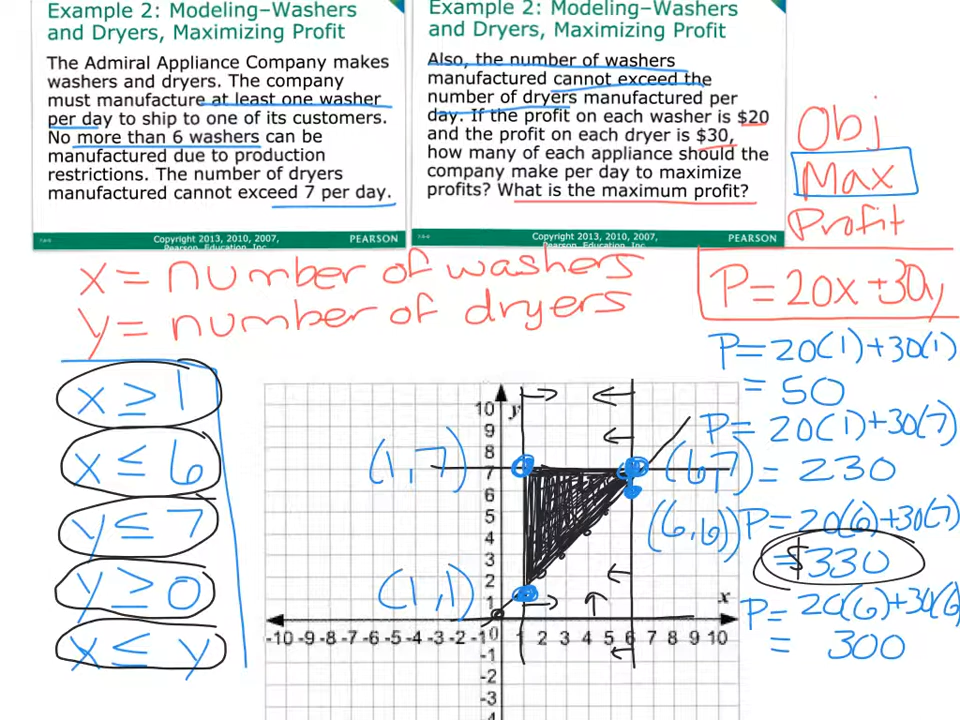 Example 2: Modeling–Washers
and Dryers, Maximizing Profit
The Admiral Appliance Company makes
washers and dryers. The company
must manufacture at least one washer
per day to ship to one of its customers.
No more than 6 washers can be
manufactured due to production
restrictions. The number of dryers
manufactured cannot exceed 7 per day.
Copyright 2013, 2010, 2007,
Pearson, Education, Inc.
PEARSON
Example 2: Modeling–Washers
and Dryers, Maximizing Profit
Also, the number of washers
manufactured cannot exceed the
number of dryers manufactured per
day. If the profit on each washer is $20
and the profit on each dryer is $30,
how many of each appliance should the
company make per day to maximize
profits? What is the maximum profit?
Copyright 2013, 2010, 2007,
Pearson, Education, Inc.
PEARSON
Obj
Max
Profit
x = number of washers
y = number of dryers
P = 20x + 30y
x ≥ 1
x ≤ 6
y ≤ 7
y ≥ 0
x ≤ y
(1,7)
(6,7)
(6,6)
(1,1)
10
9
8
7
6
5
4
3
2
1
y
x
-10 -9 -8 -7 -6 -5 -4 -3 -2 -1 0 1 2 3 4 5 6 7 8 9 10
-1
-2
-3
P = 20(1) + 30(1)
= 50
P = 20(1) + 30(7)
= 230
P = 20(6) + 30(7)
= $330
P = 20(6) + 30(6)
= 300